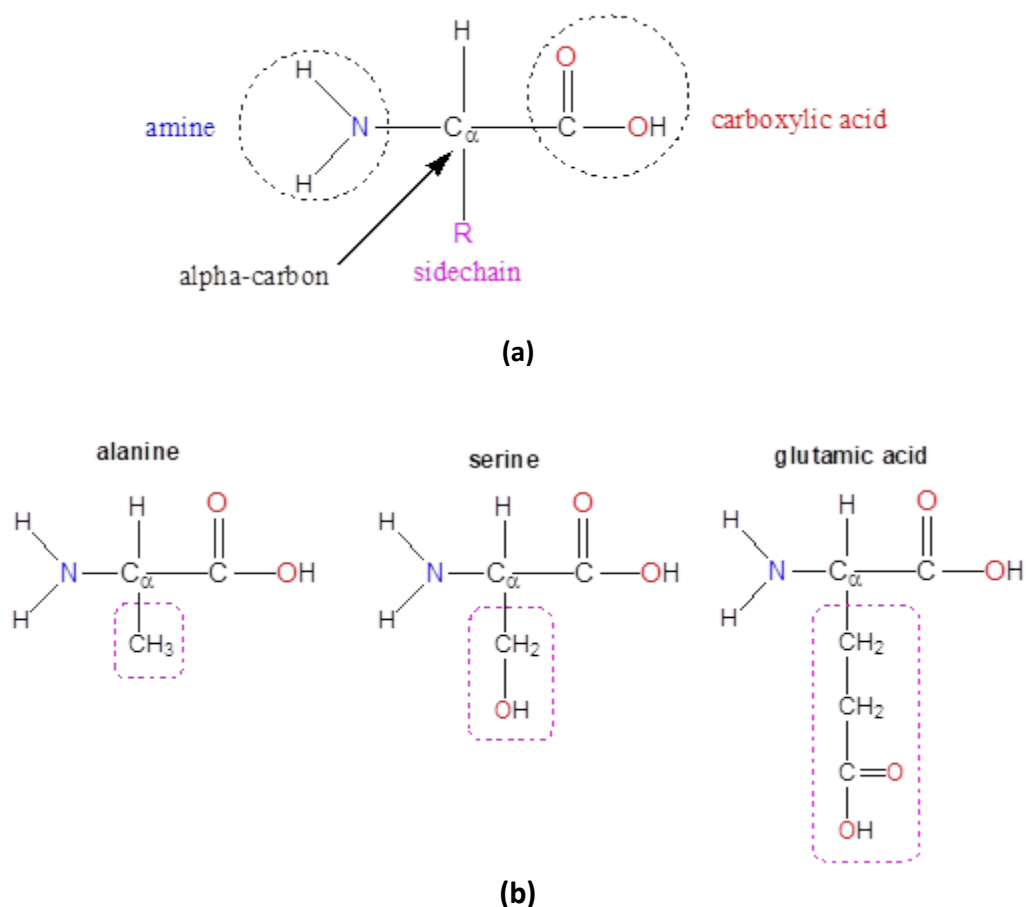 H
H
O
amine
N
Cα
C
OH
carboxylic acid
H
R
alpha-carbon
sidechain
(a)
alanine
serine
glutamic acid
H
H
O
N
Cα
C
OH
H
CH₃
H
H
O
N
Cα
C
OH
H
CH₂
OH
H
H
O
N
Cα
C
OH
H
CH₂
CH₂
C
O
OH
(b)